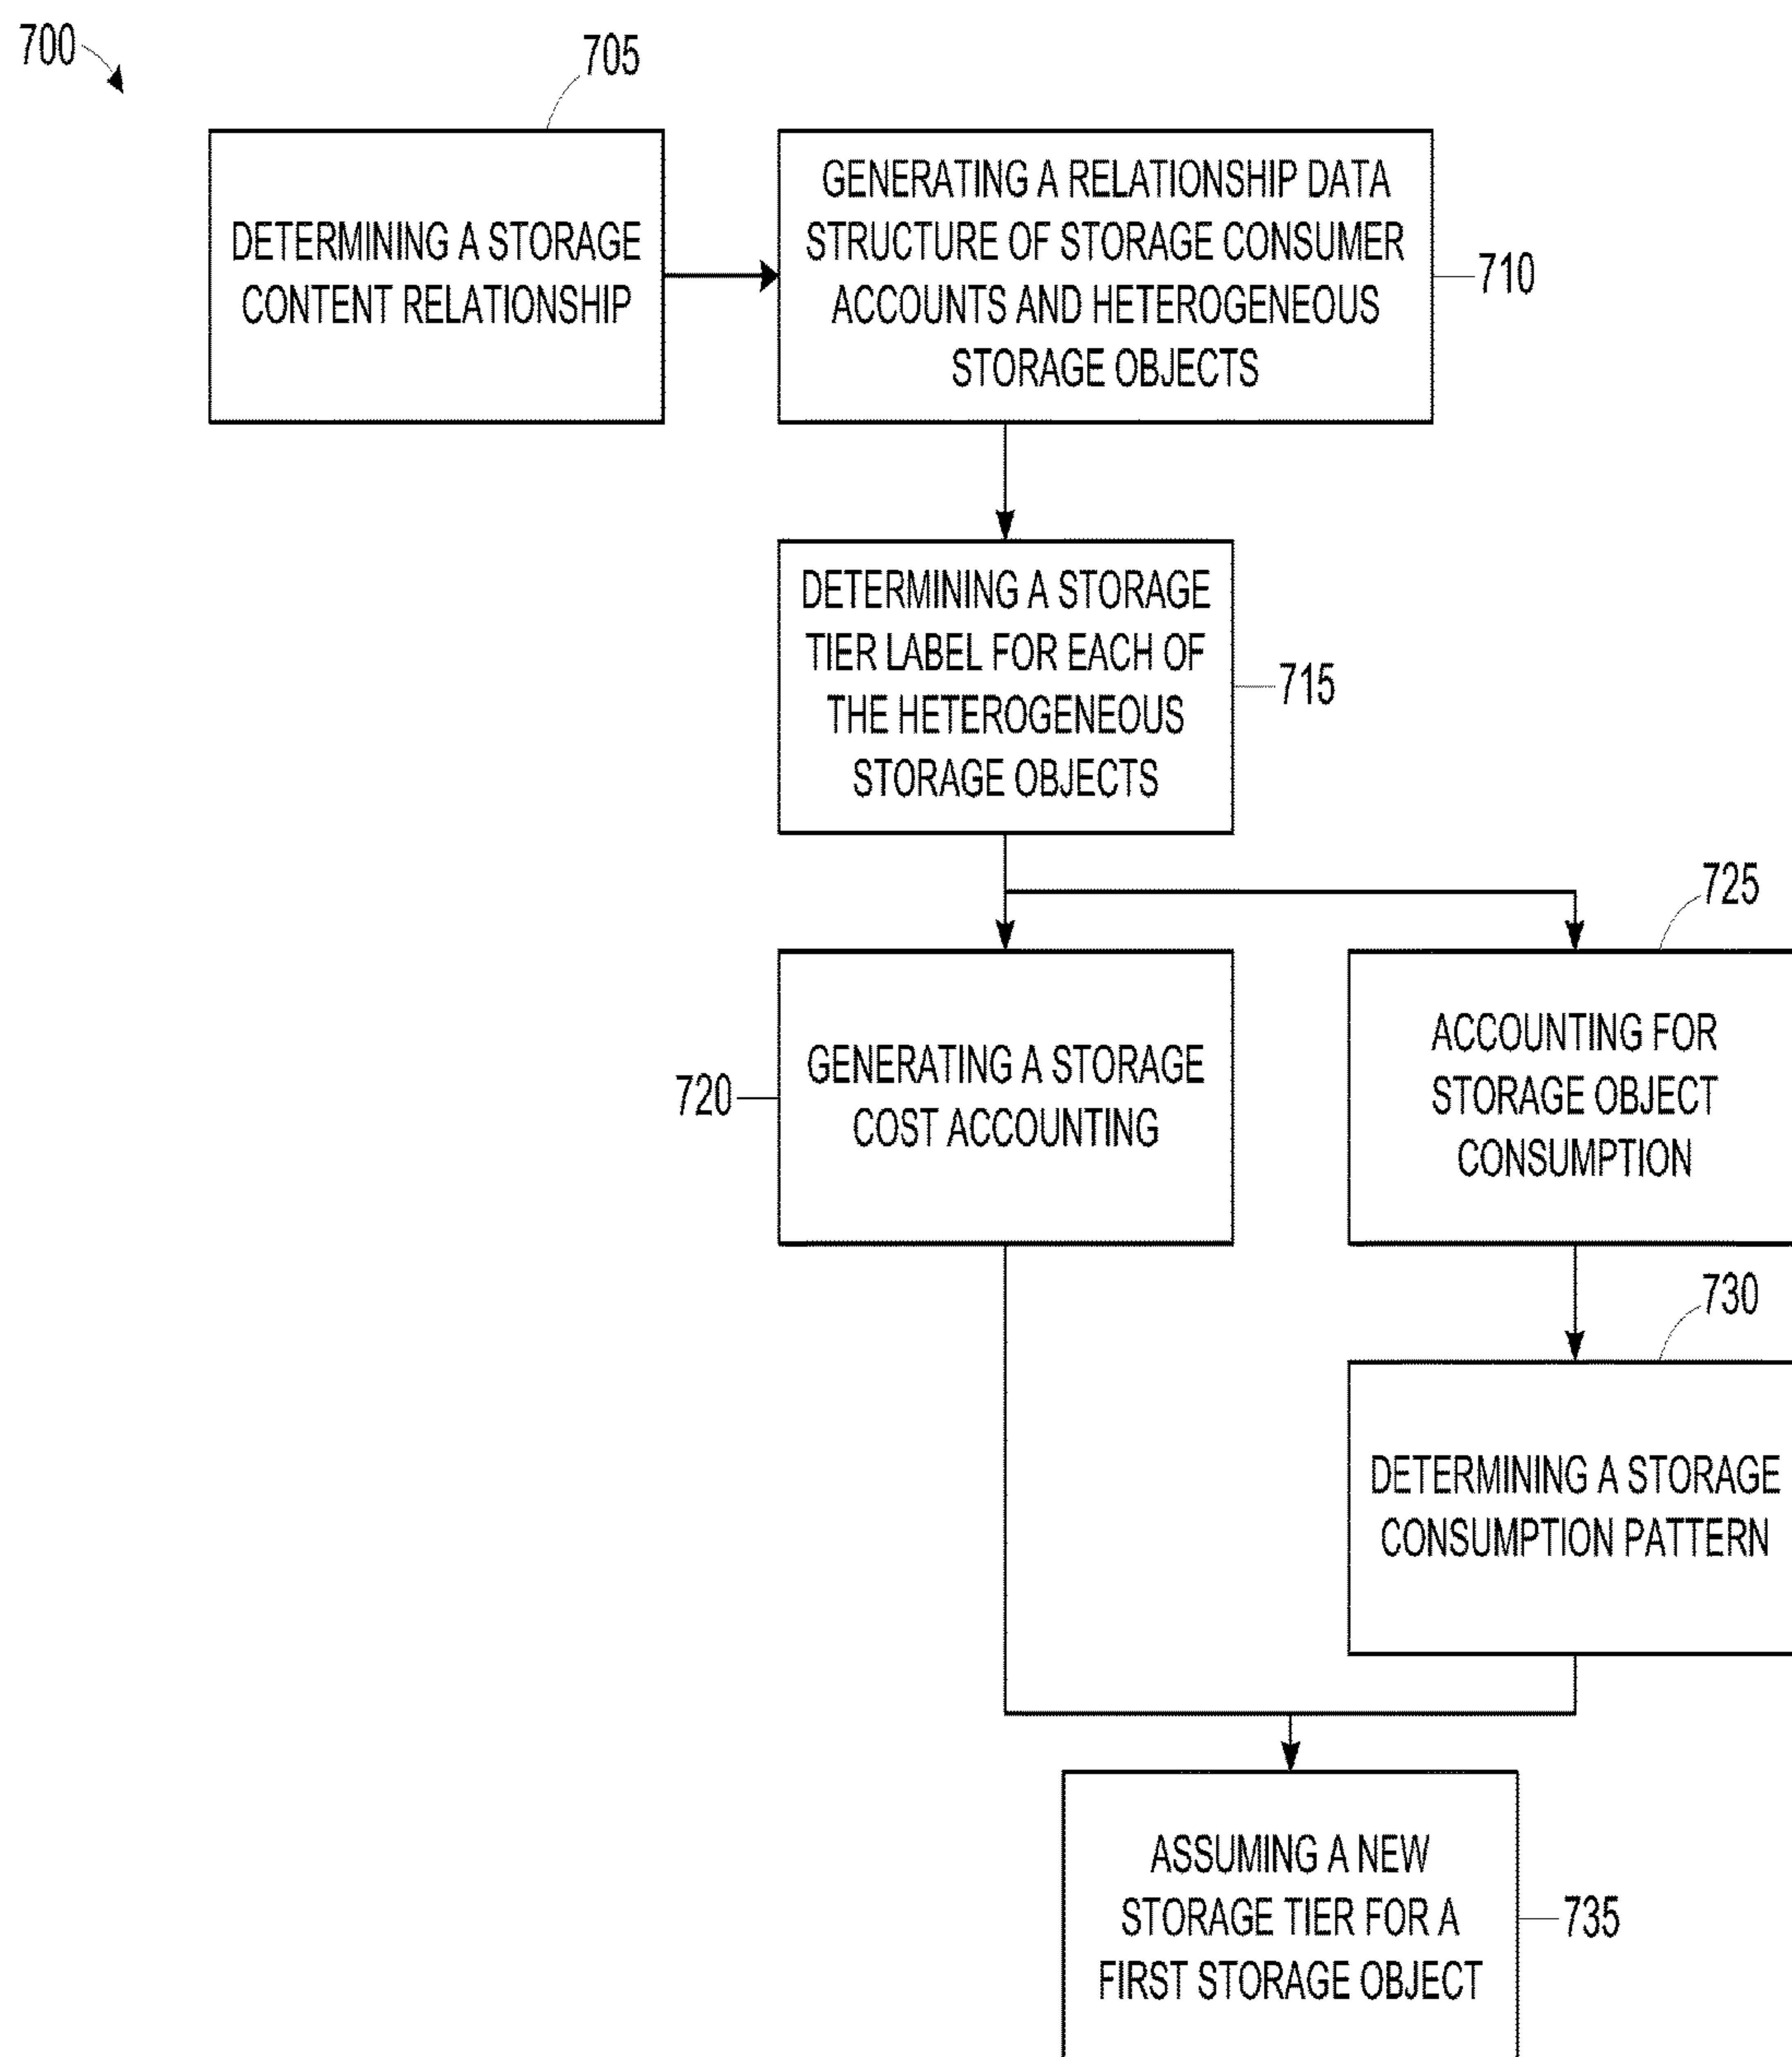 700
705
DETERMINING A STORAGE
CONTENT RELATIONSHIP
GENERATING A RELATIONSHIP DATA
STRUCTURE OF STORAGE CONSUMER
ACCOUNTS AND HETEROGENEOUS
STORAGE OBJECTS
710
DETERMINING A STORAGE
TIER LABEL FOR EACH OF
THE HETEROGENEOUS
STORAGE OBJECTS
715
720
GENERATING A STORAGE
COST ACCOUNTING
725
ACCOUNTING FOR
STORAGE OBJECT
CONSUMPTION
730
DETERMINING A STORAGE
CONSUMPTION PATTERN
ASSUMING A NEW
STORAGE TIER FOR A
FIRST STORAGE OBJECT
735